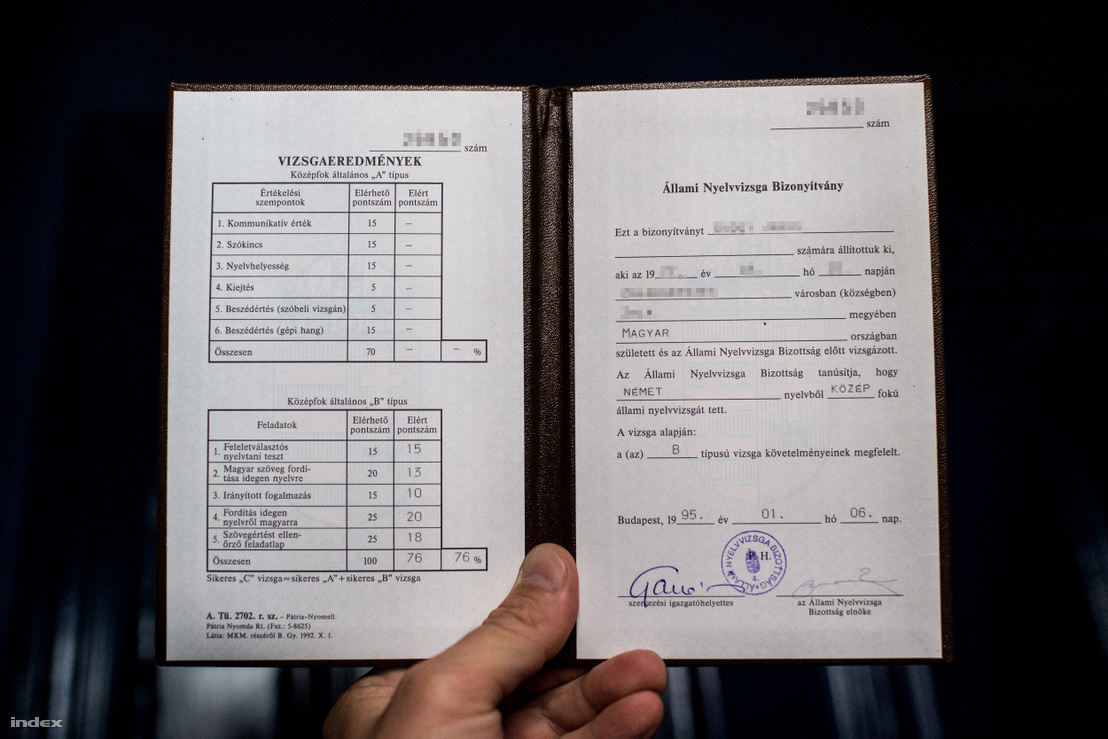 szám
VIZSGAEREDMÉNYEK
Középfok általános „A” típus
Értékelési szempontok Elérhető pontszám Elért pontszám
1. Kommunikatív érték 15 –
2. Szókincs 15 –
3. Nyelvhelyesség 15 –
4. Kiejtés 5 –
5. Beszédértés (szóbeli vizsgán) 5 –
6. Beszédértés (gépi hang) 15 –
Összesen 70 – – %
Középfok általános „B” típus
Feladatok Elérhető pontszám Elért pontszám
1. Feleletválasztós nyelvtani teszt 15 15
2. Magyar szöveg fordítása idegen nyelvre 20 13
3. Irányított fogalmazás 15 10
4. Fordítás idegen nyelvről magyarra 25 20
5. Szövegértést ellenőrző feladatlap 25 18
Összesen 100 76 76 %
Sikeres „C” vizsga=sikeres „A”+sikeres „B” vizsga
A. Tü. 2702. r. sz. – Pátria-Nyomell.
Pátria Nyomda Rt. (Fsz.: 5-8625)
Látta: MKM. részéről B. Gy. 1992. X. 1.
szám
Állami Nyelvvizsga Bizonyítvány
Ezt a bizonyítványt
számára állítottuk ki,
aki az 19 év hó napján
városban (községben)
megyében
MAGYAR országban
született és az Állami Nyelvvizsga Bizottság előtt vizsgázott.
Az Állami Nyelvvizsga Bizottság tanúsítja, hogy
NÉMET nyelvből KÖZÉP fokú
állami nyelvvizsgát tett.
A vizsga alapján:
a (az) B típusú vizsga követelményeinek megfelelt.
Budapest, 1995. év 01. hó 06. nap.
P. H.
ÁLLAMI NYELVVIZSGA BIZOTTSÁG
4.
szervezési igazgatóhelyettes
az Állami Nyelvvizsga
Bizottság elnöke
index